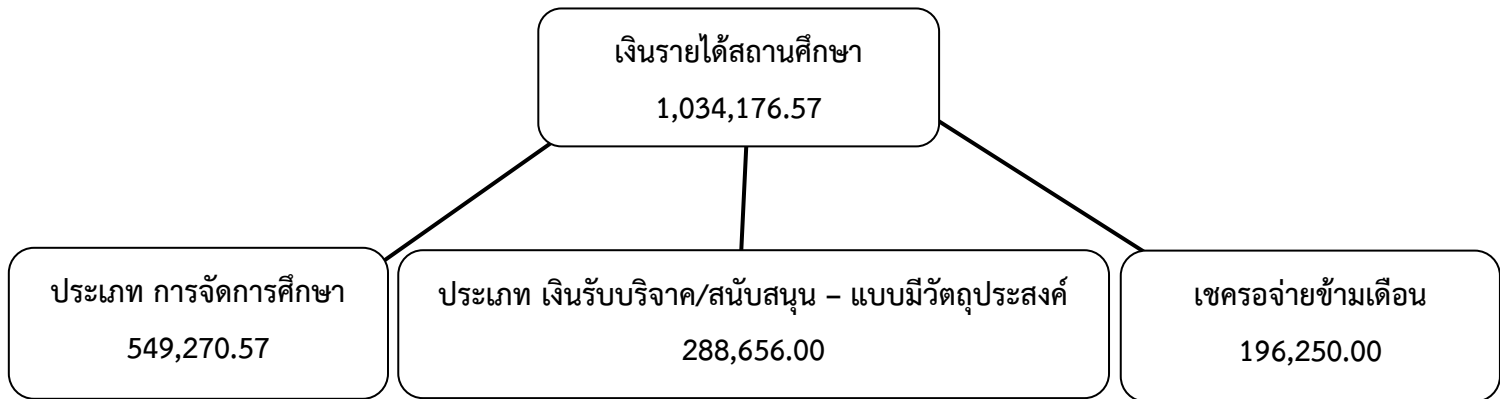 เงินรายได้สถานศึกษา
1,034,176.57
ประเภท การจัดการศึกษา
549,270.57
ประเภท เงินรับบริจาค/สนับสนุน – แบบมีวัตถุประสงค์
288,656.00
เชครอจ่ายข้ามเดือน
196,250.00